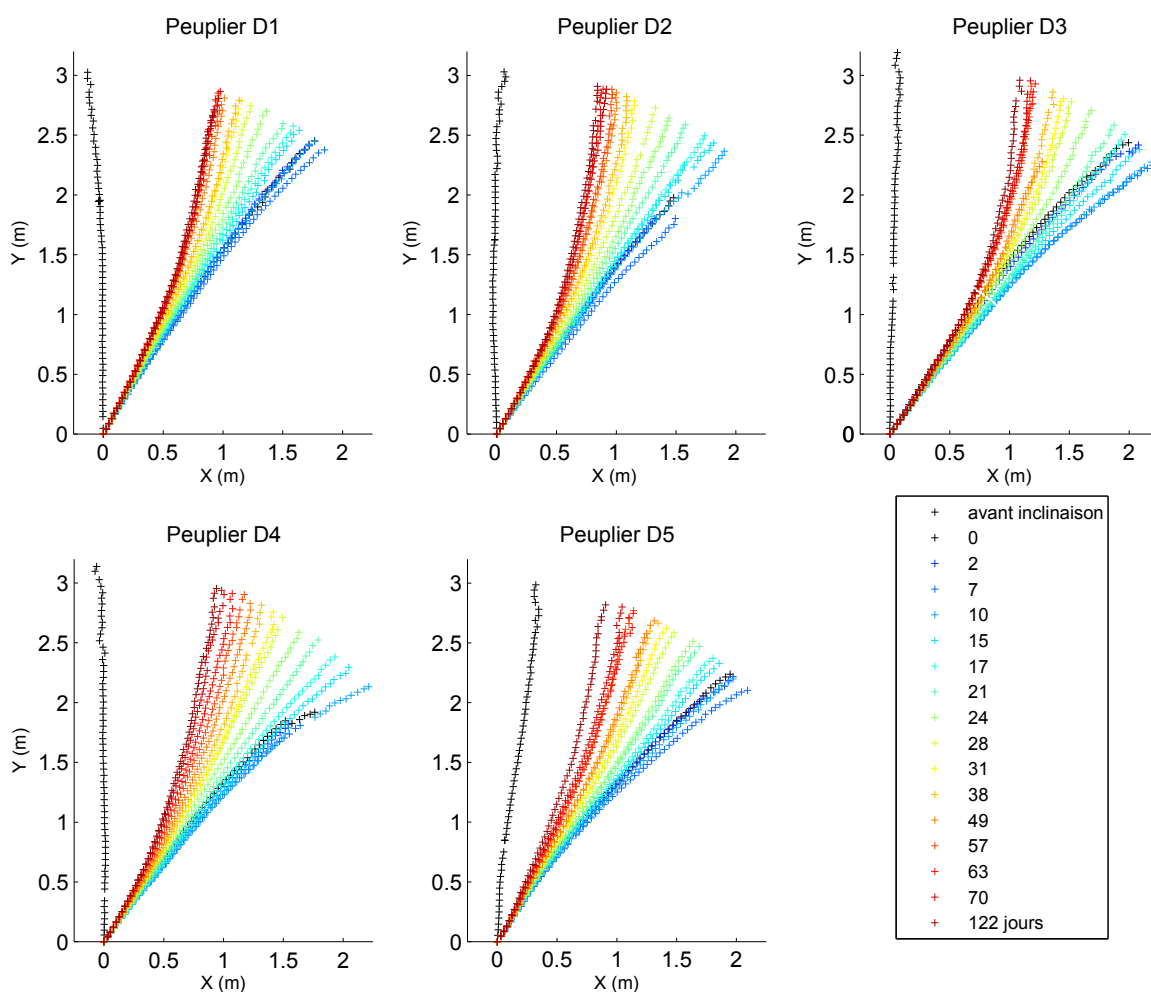 Peuplier D1
Peuplier D2
Peuplier D3
Y (m)
3
2.5
2
1.5
1
0.5
0
0 0.5 1 1.5 2
X (m)
Y (m)
3
2.5
2
1.5
1
0.5
0
0 0.5 1 1.5 2
X (m)
Y (m)
3
2.5
2
1.5
1
0.5
0
0 0.5 1 1.5 2
X (m)
Peuplier D4
Peuplier D5
Y (m)
3
2.5
2
1.5
1
0.5
0
0 0.5 1 1.5 2
X (m)
Y (m)
3
2.5
2
1.5
1
0.5
0
0 0.5 1 1.5 2
X (m)
avant inclinaison
0
2
7
10
15
17
21
24
28
31
38
49
57
63
70
122 jours